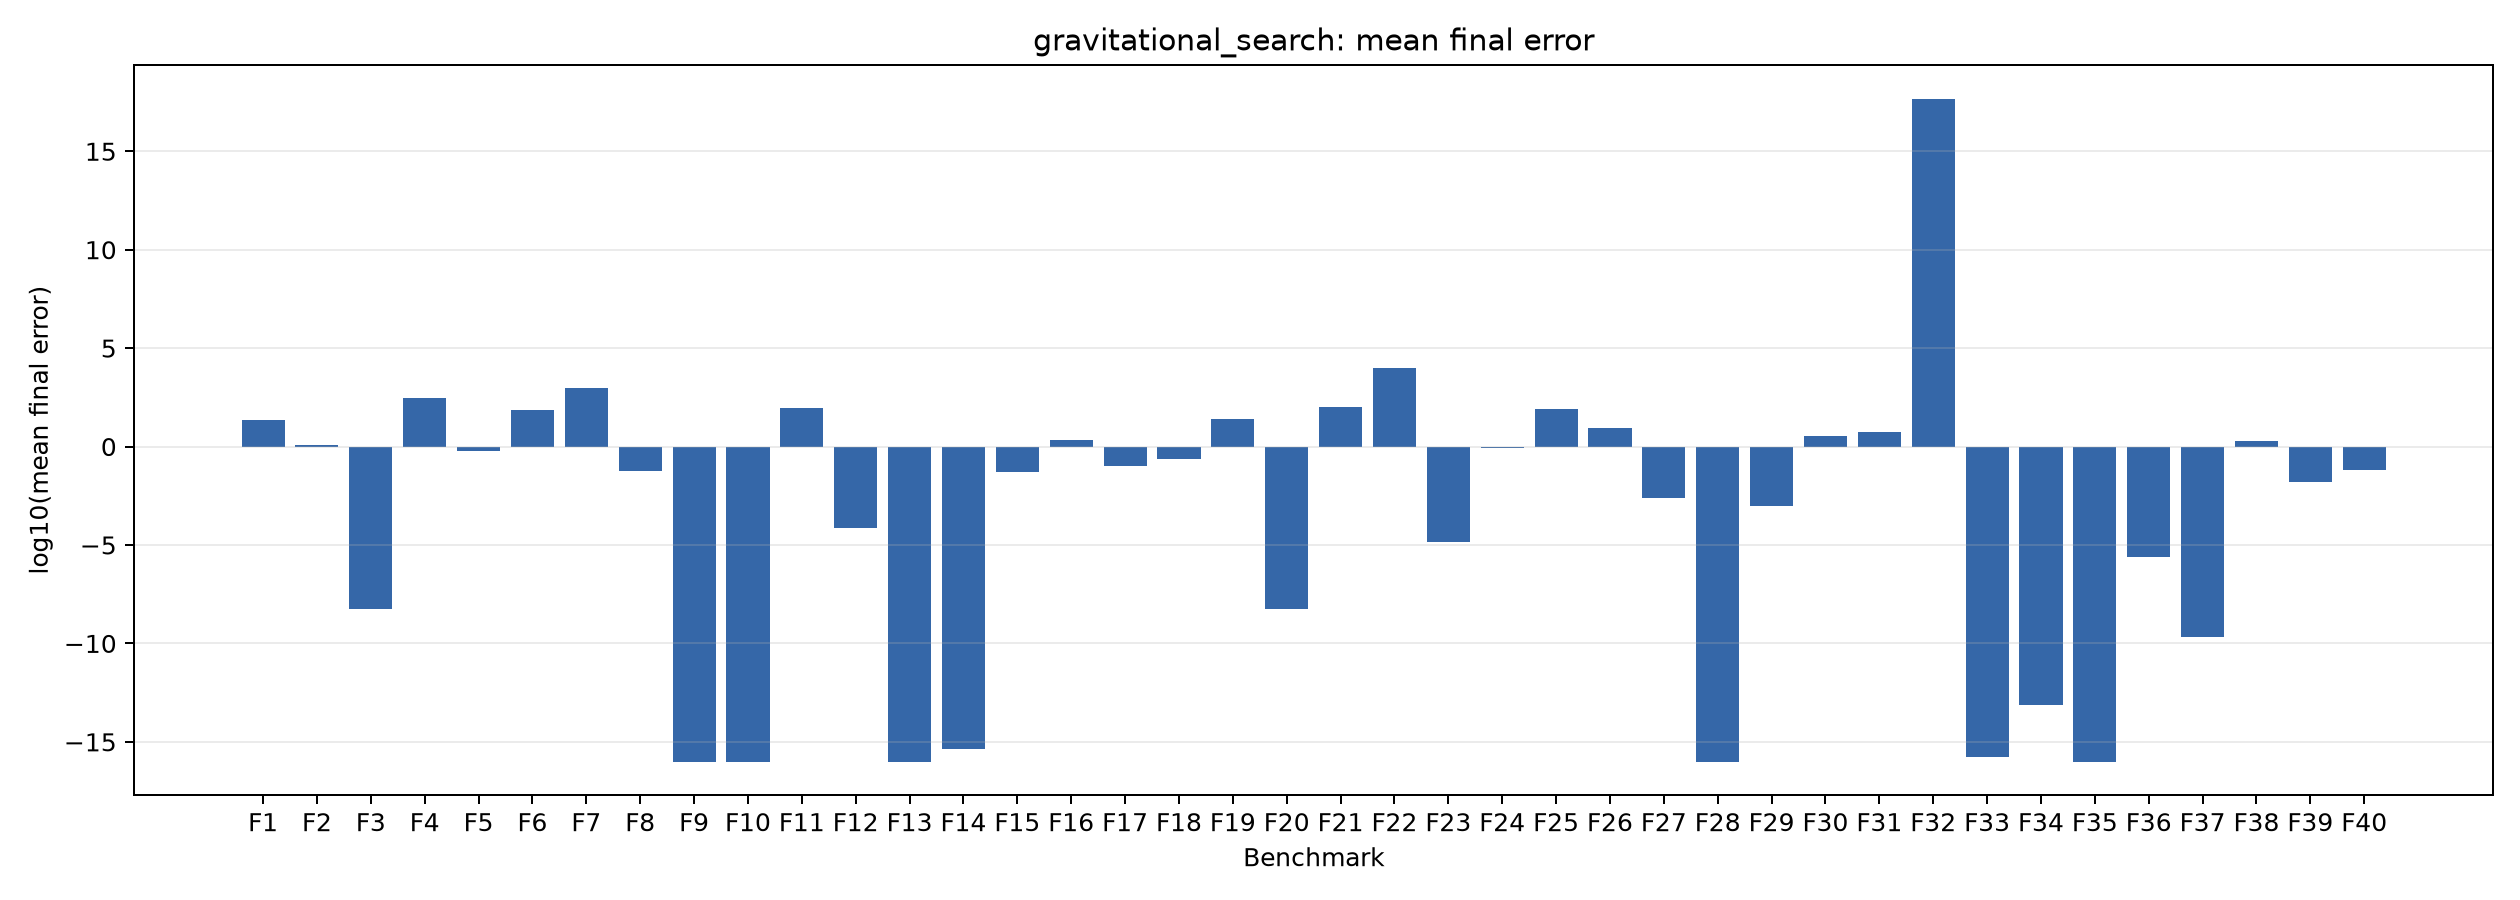 gravitational_search: mean final error
log10(mean final error)
15
10
5
0
−5
−10
−15
F1 F2 F3 F4 F5 F6 F7 F8 F9 F10 F11 F12 F13 F14 F15 F16 F17 F18 F19 F20 F21 F22 F23 F24 F25 F26 F27 F28 F29 F30 F31 F32 F33 F34 F35 F36 F37 F38 F39 F40
Benchmark